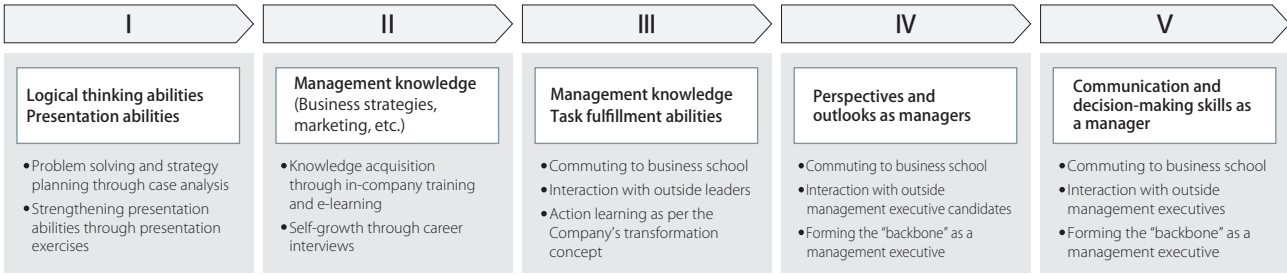 I
II
III
IV
V
Logical thinking abilities
Presentation abilities
•Problem solving and strategy
planning through case analysis
•Strengthening presentation
abilities through presentation
exercises
Management knowledge
(Business strategies,
marketing, etc.)
•Knowledge acquisition
through in-company training
and e-learning
•Self-growth through career
interviews
Management knowledge
Task fulfillment abilities
•Commuting to business school
•Interaction with outside leaders
•Action learning as per the
Company's transformation
concept
Perspectives and
outlooks as managers
•Commuting to business school
•Interaction with outside
management executive candidates
•Forming the "backbone" as a
management executive
Communication and
decision-making skills as
a manager
•Commuting to business school
•Interaction with outside
management executives
•Forming the "backbone" as a
management executive